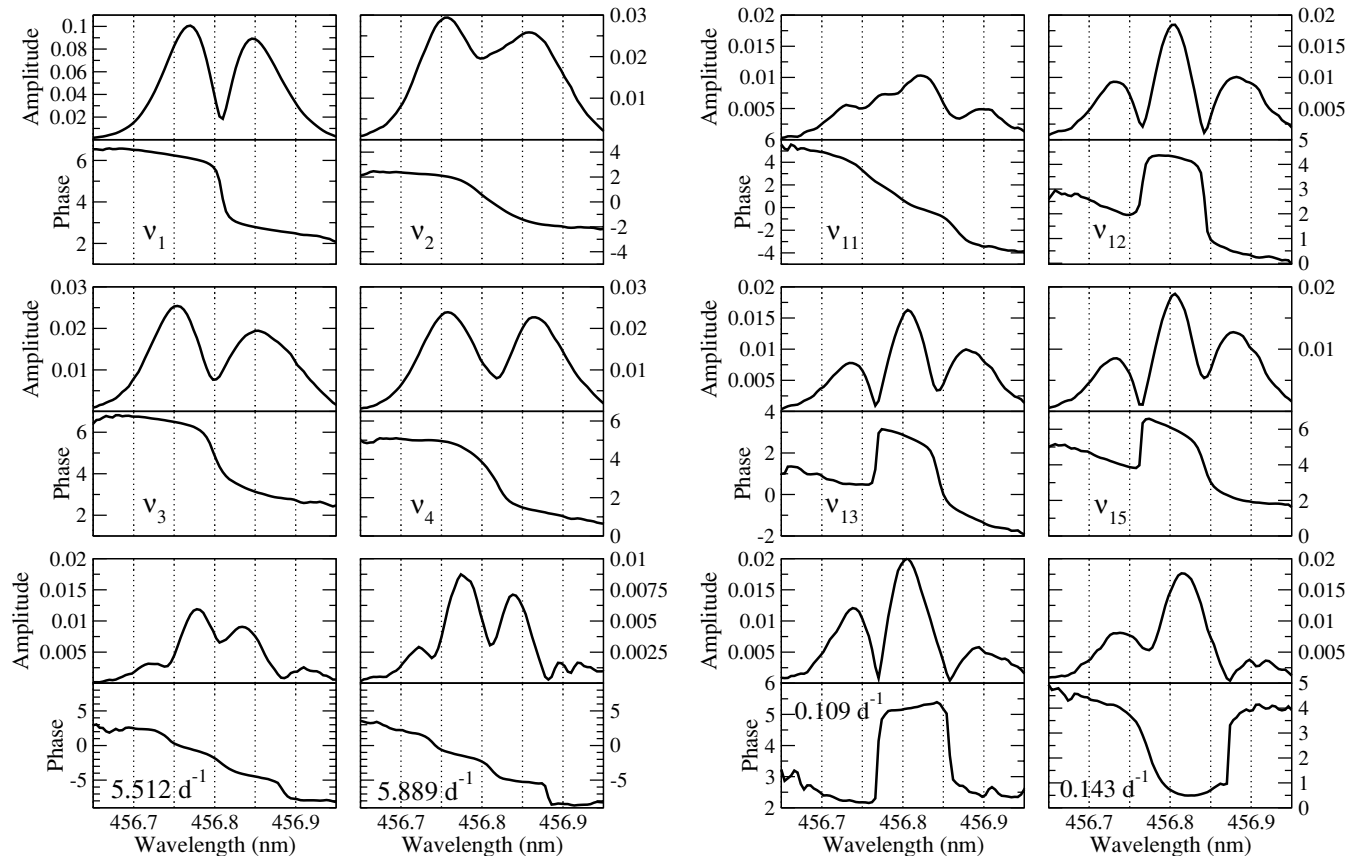 0.1 0.03 0.02 0.02
Amplitude 0.08 0.06 0.04 0.02 0.01 Amplitude 0.015 0.01 0.005 0.01 0.005
Phase 6 4 2 ν1 4 2 0 -2 -4 ν2 Phase 6 4 2 0 -2 -4 ν11 5 4 3 2 1 0 ν12
Amplitude 0.03 0.02 0.01 0.03 0.02 0.01 Amplitude 0.02 0.015 0.01 0.005 0.02 0.01
Phase 6 4 2 ν3 6 4 2 0 ν4 Phase 4 2 0 -2 ν13 6 4 2 0 ν15
Amplitude 0.02 0.015 0.01 0.005 0.01 0.0075 0.005 0.0025 Amplitude 0.02 0.015 0.01 0.005 0.02 0.015 0.01 0.005
Phase 5 0 -5 5.512 d-1 5 0 -5 5.889 d-1 Phase 6 5 4 3 2 0.109 d-1 5 4 3 2 1 0 0.143 d-1
456.7 456.8 456.9 456.7 456.8 456.9 456.7 456.8 456.9 456.7 456.8 456.9
Wavelength (nm) Wavelength (nm) Wavelength (nm) Wavelength (nm)